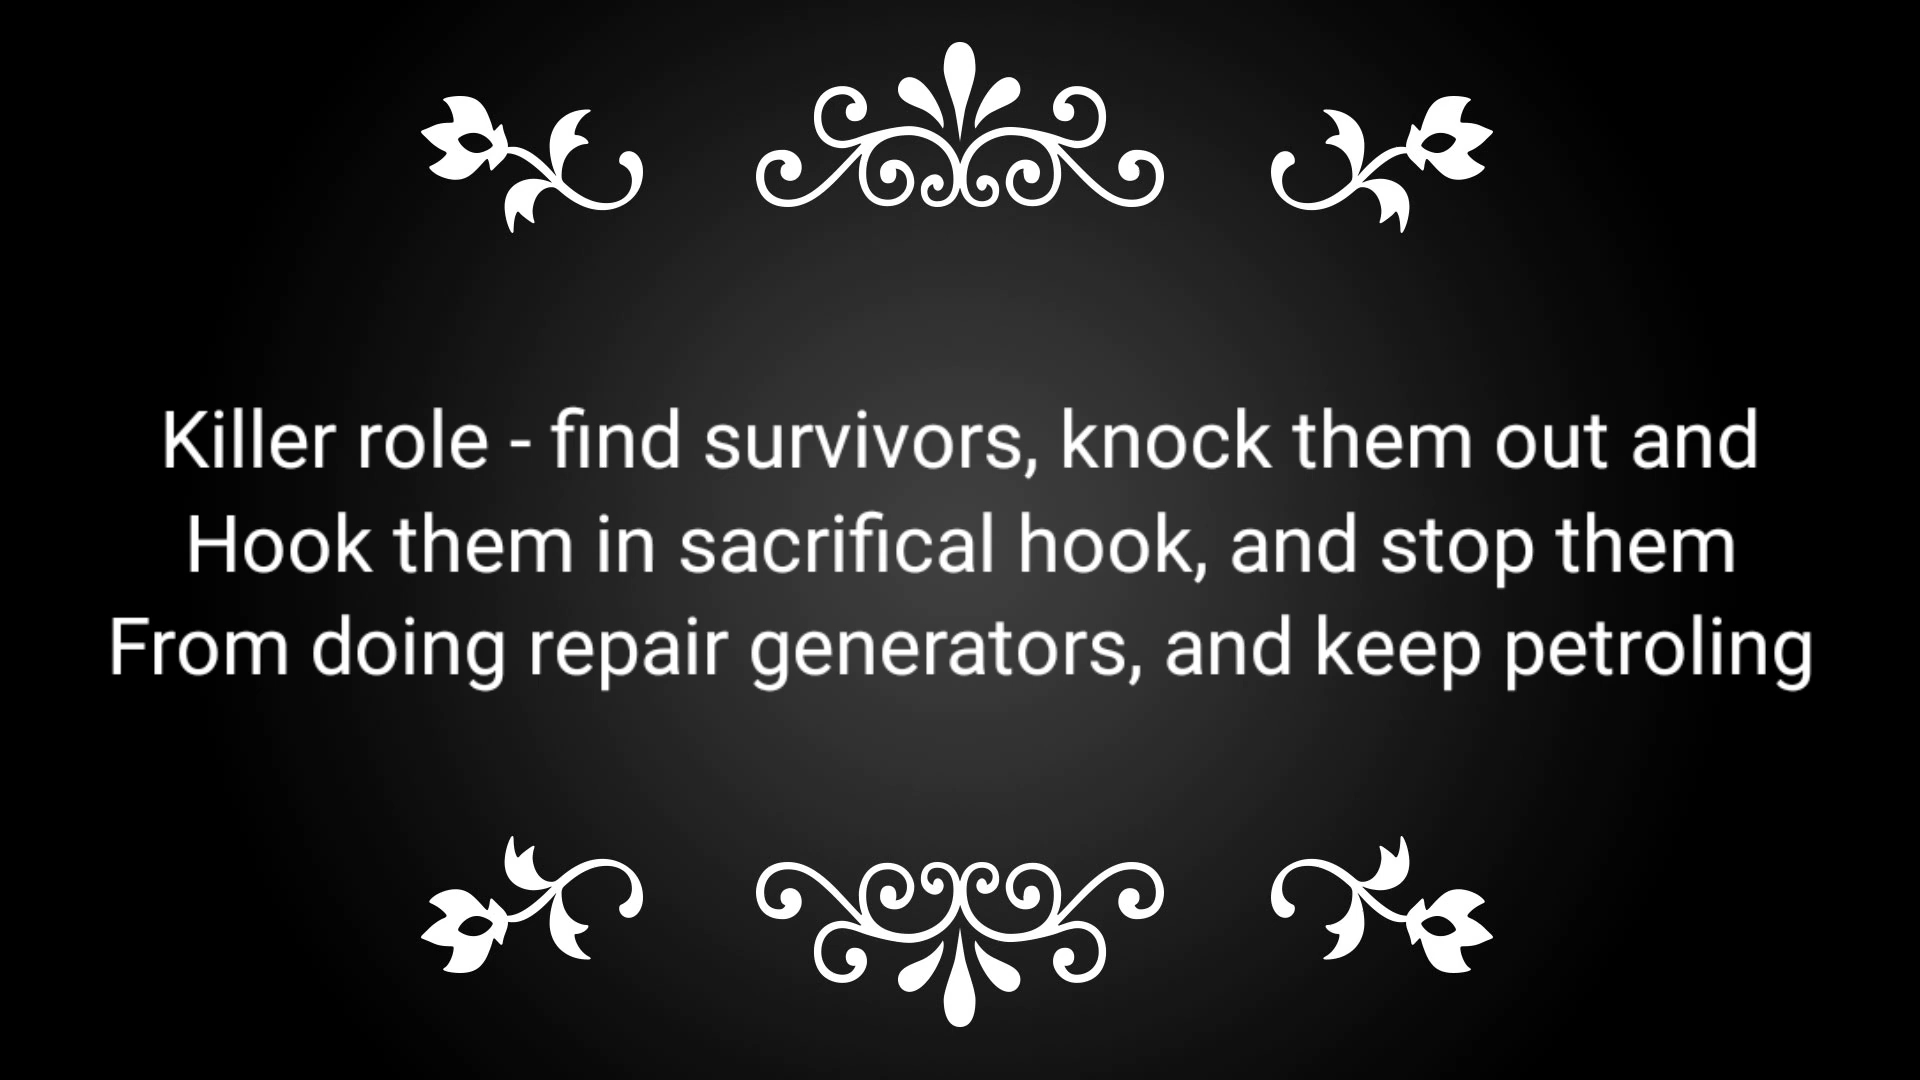 Killer role - find survivors, knock them out and
Hook them in sacrifical hook, and stop them
From doing repair generators, and keep petroling